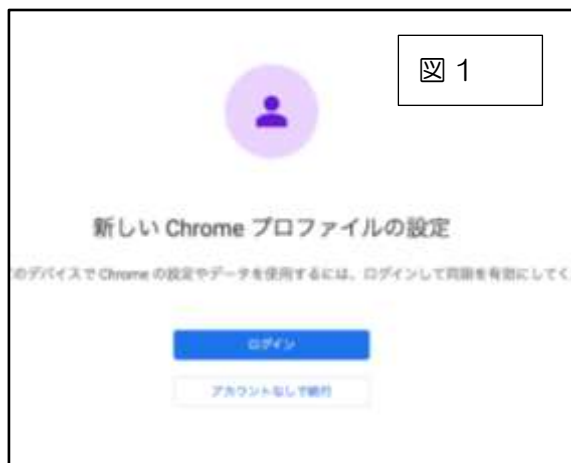 図 1
新しい Chrome プロファイルの設定
のデバイスで Chrome の設定やデータを使用するには、ログインして同期を有効にしてく
ログイン
アカウントなしで続行